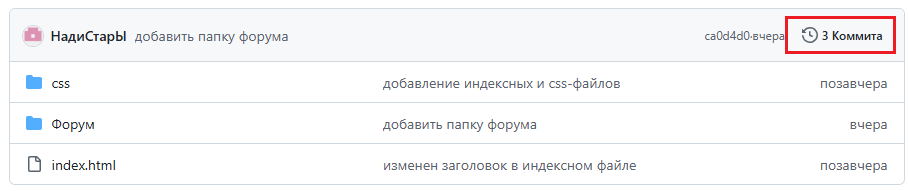 НадиСтарЫ добавить папку форума ca0d4d0·вчера 3 Коммита
css добавление индексных и css-файлов позавчера
Форум добавить папку форума вчера
index.html изменен заголовок в индексном файле позавчера